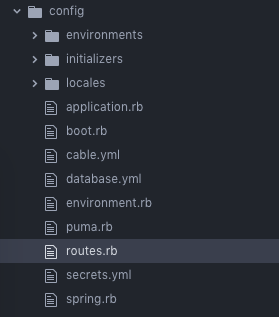 config
environments
initializers
locales
application.rb
boot.rb
cable.yml
database.yml
environment.rb
puma.rb
routes.rb
secrets.yml
spring.rb